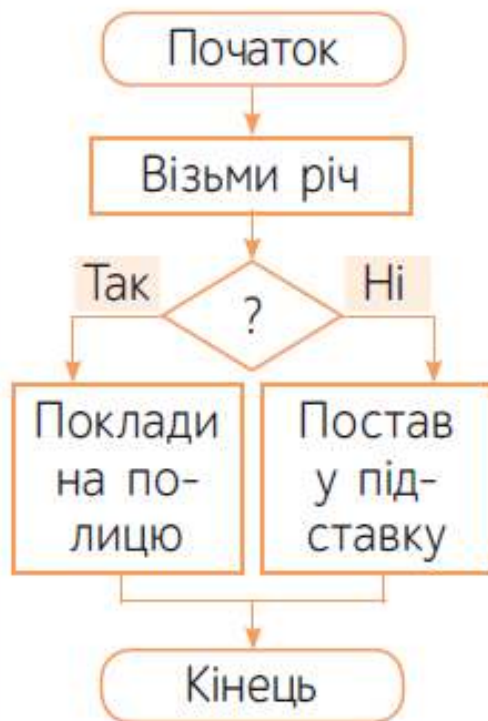 Початок
Візьми річ
Так
Ні
?
Поклади
на по-
лицю
Постав
у під-
ставку
Кінець